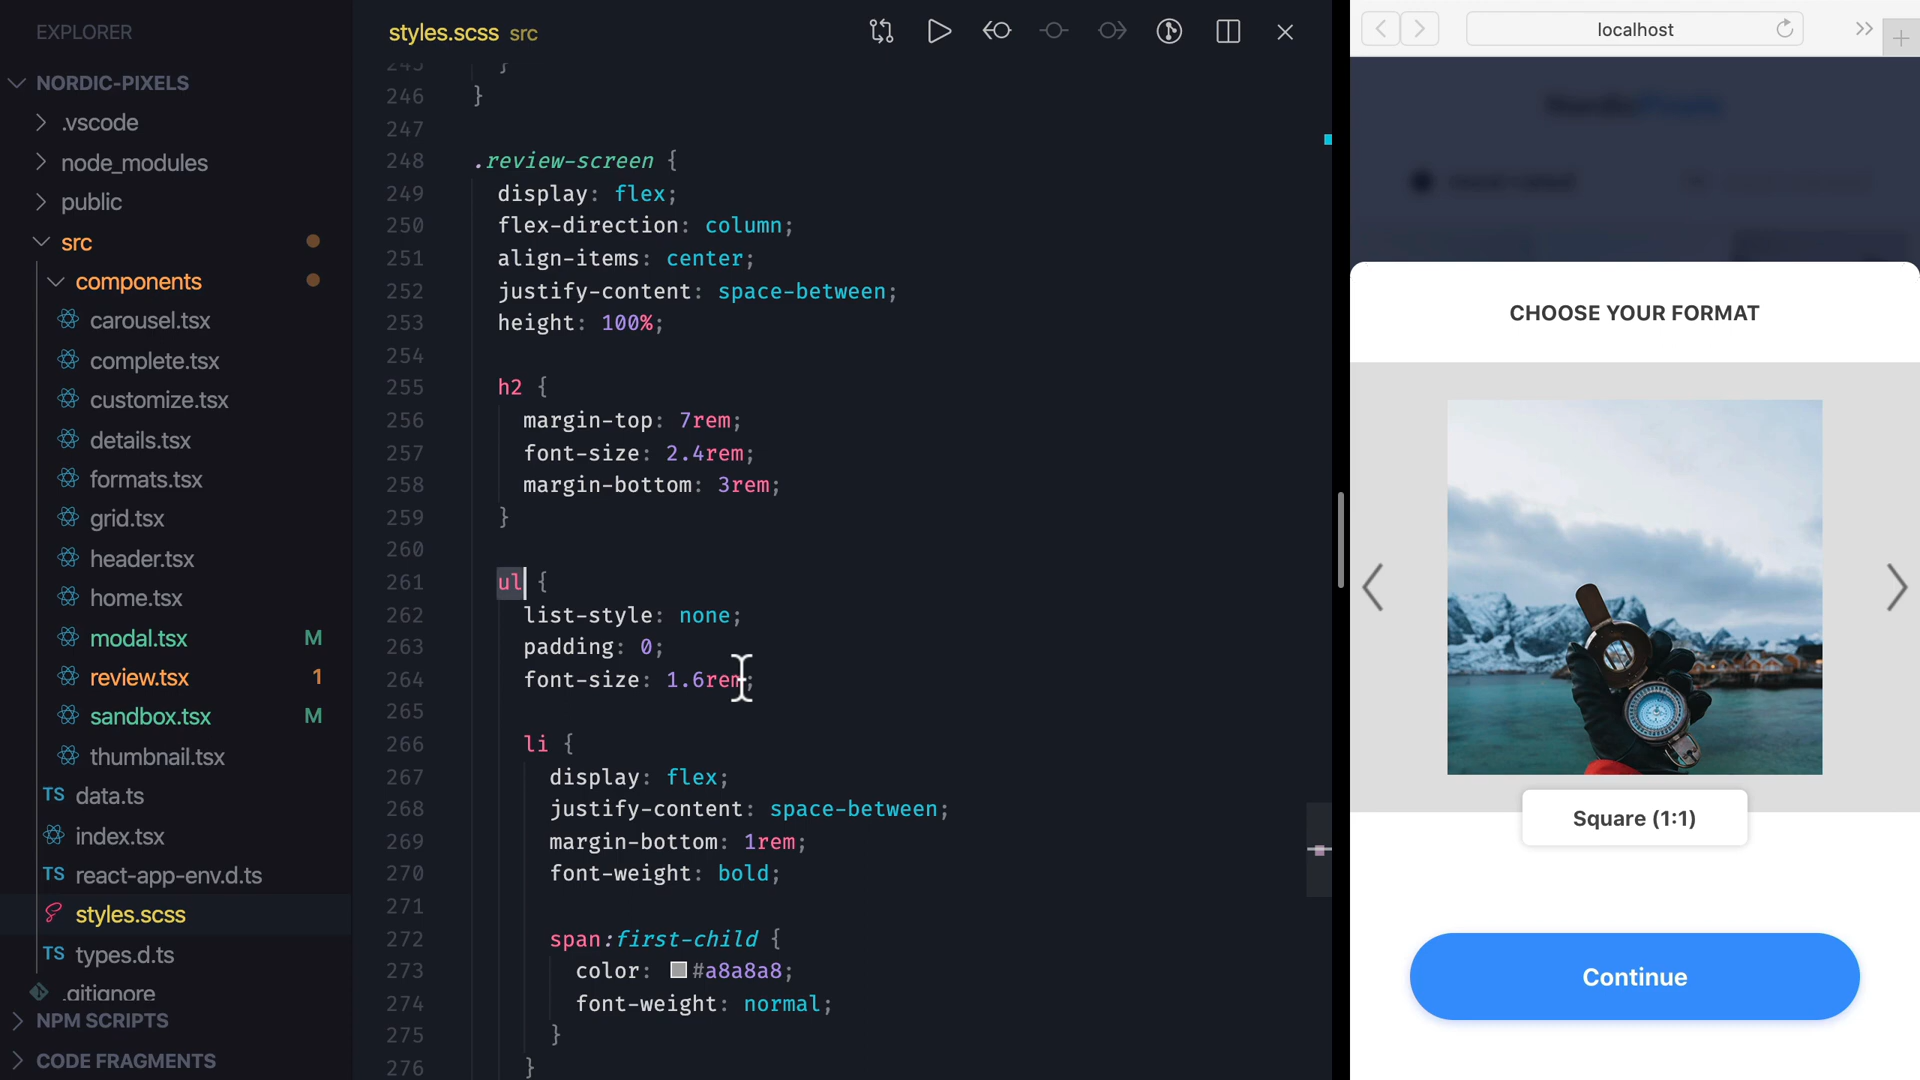 EXPLORER
NORDIC-PIXELS
.vscode
node_modules
public
src
components
carousel.tsx
complete.tsx
customize.tsx
details.tsx
formats.tsx
grid.tsx
header.tsx
home.tsx
modal.tsx M
review.tsx 1
sandbox.tsx M
thumbnail.tsx
TS data.ts
index.tsx
TS react-app-env.d.ts
styles.scss
TS types.d.ts
.gitignore
NPM SCRIPTS
CODE FRAGMENTS
styles.scss src
245 }
246 }
247
248 .review-screen {
249 display: flex;
250 flex-direction: column;
251 align-items: center;
252 justify-content: space-between;
253 height: 100%;
254
255 h2 {
256 margin-top: 7rem;
257 font-size: 2.4rem;
258 margin-bottom: 3rem;
259 }
260
261 ul {
262 list-style: none;
263 padding: 0;
264 font-size: 1.6rem;
265
266 li {
267 display: flex;
268 justify-content: space-between;
269 margin-bottom: 1rem;
270 font-weight: bold;
271
272 span:first-child {
273 color: #a8a8a8;
274 font-weight: normal;
275 }
276 }
localhost
CHOOSE YOUR FORMAT
Square (1:1)
Continue